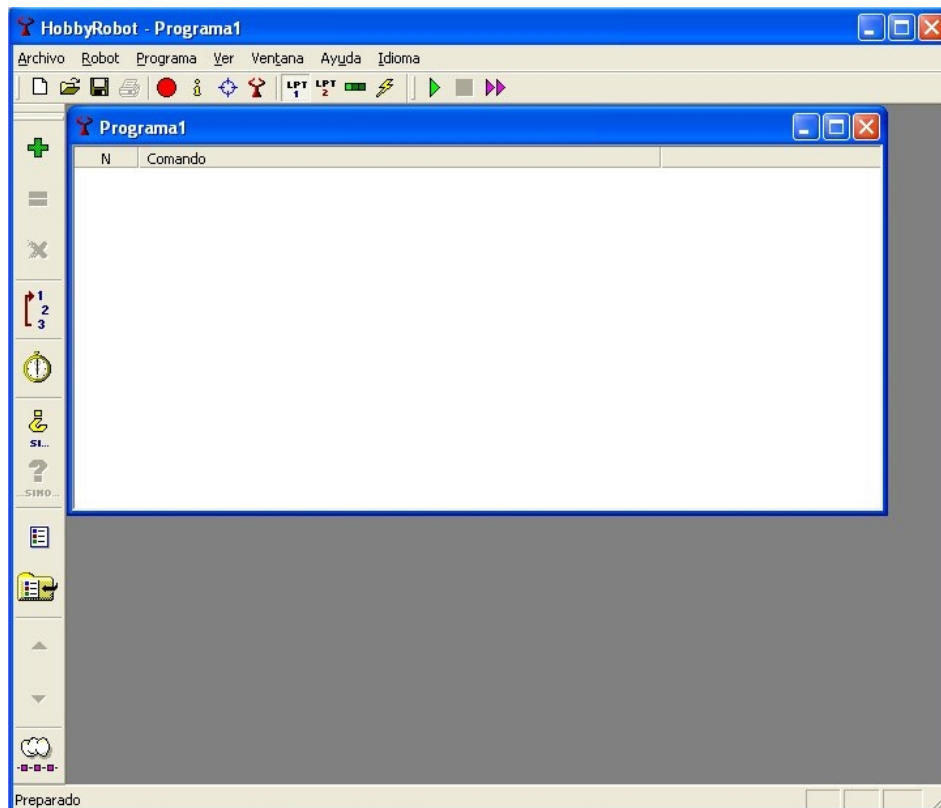 HobbyRobot - Programa1
Archivo Robot Programa Ver Ventana Ayuda Idioma
LPT 1 LPT 2
Programa1
N Comando
1
2
3
SI...
...SINO...
Preparado